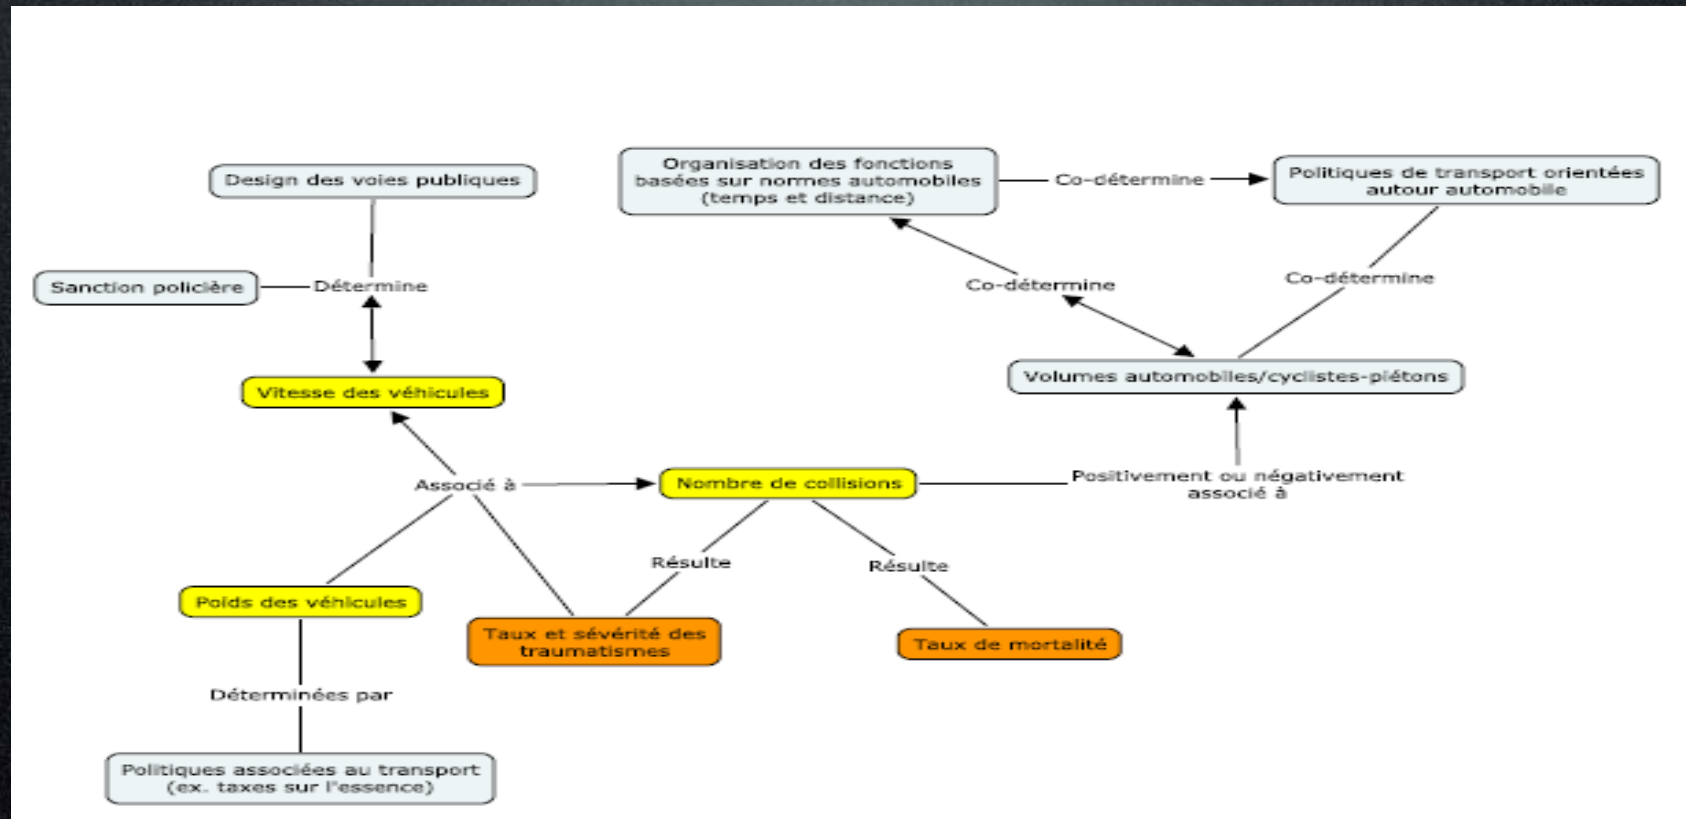 Organisation des fonctions
basées sur normes automobiles
(temps et distance)
Co-détermine
Politiques de transport orientées
autour automobile
Design des voies publiques
Sanction policière
Détermine
Co-détermine
Co-détermine
Vitesse des véhicules
Volumes automobiles/cyclistes-piétons
Associé à
Nombre de collisions
Positivement ou négativement
associé à
Résulte
Résulte
Poids des véhicules
Taux et sévérité des
traumatismes
Taux de mortalité
Déterminées par
Politiques associées au transport
(ex. taxes sur l'essence)